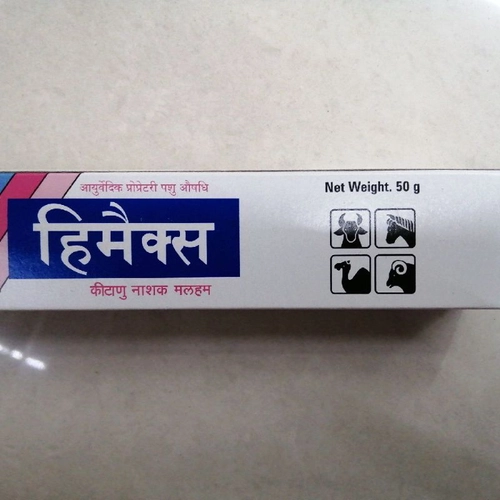 आयुर्वेदिक प्रोप्रेटरी पशु औषधि
Net Weight. 50 g
हिमैक्स
कीटाणु नाशक मलहम